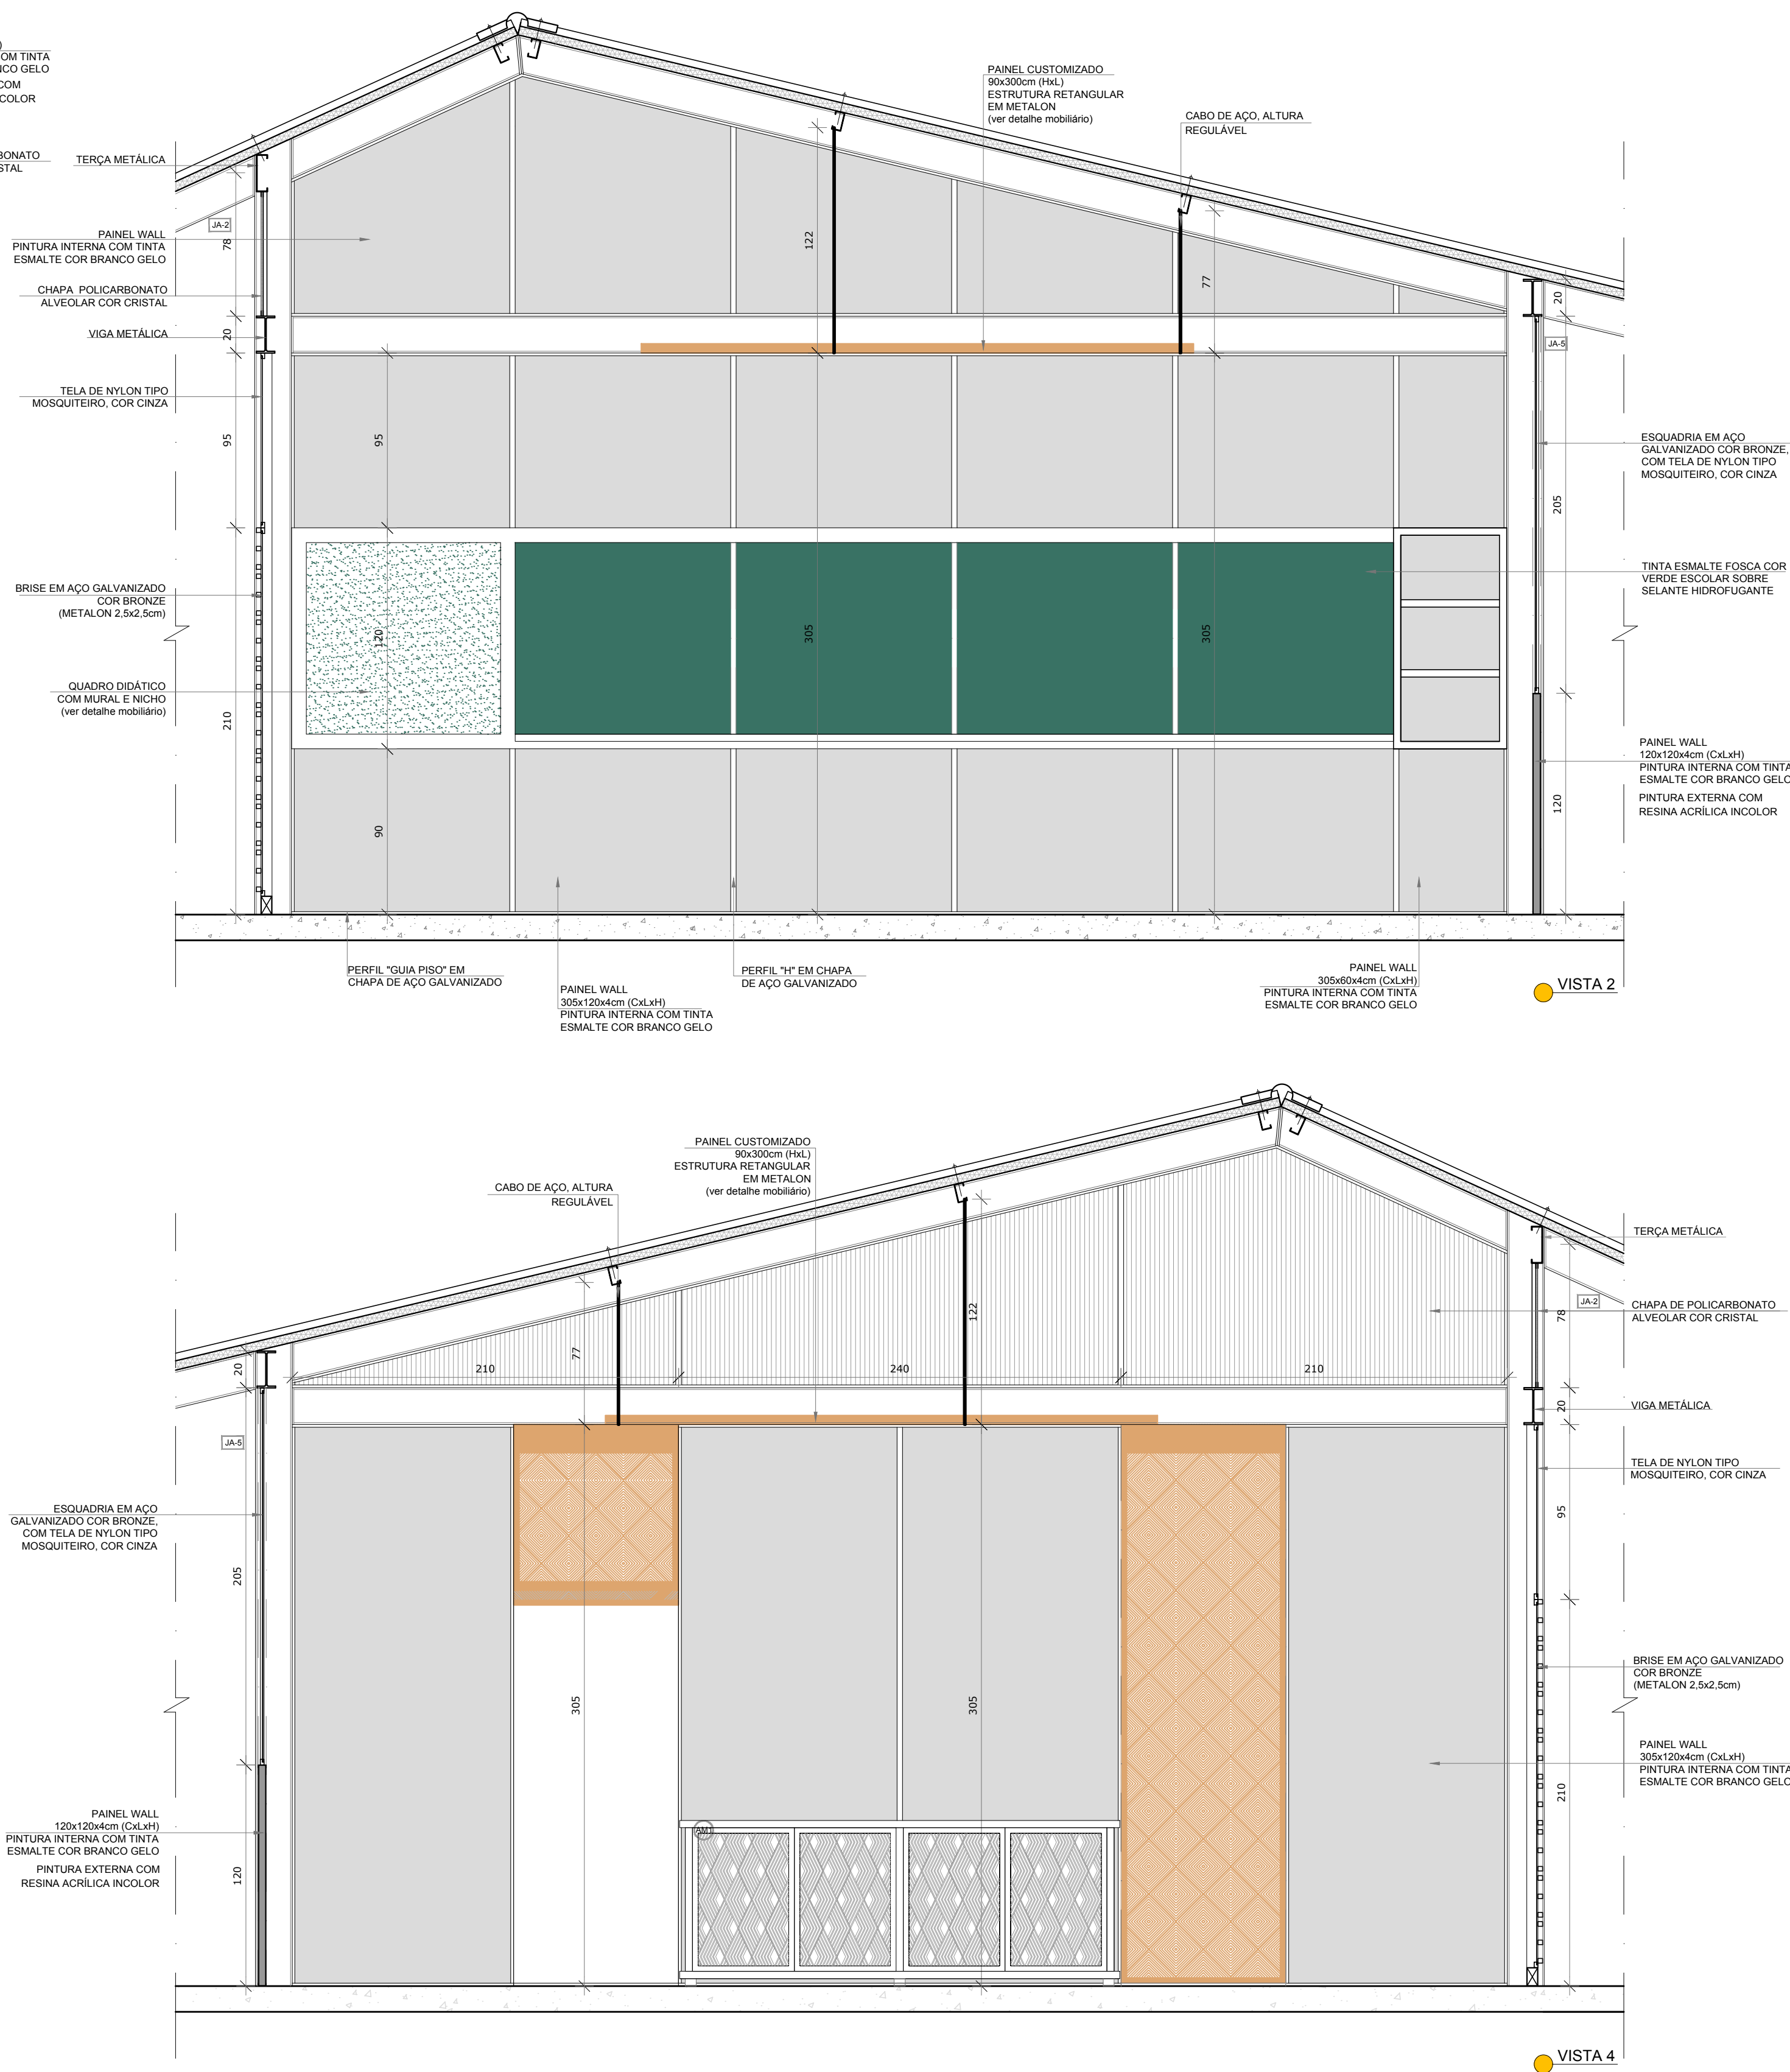 OM TINTA
NCO GELO
COM
COLOR
BONATO
STAL
TERÇA METÁLICA
JA-2
78
PAINEL WALL
PINTURA INTERNA COM TINTA
ESMALTE COR BRANCO GELO
CHAPA POLICARBONATO
ALVEOLAR COR CRISTAL
20
VIGA METÁLICA
TELA DE NYLON TIPO
MOSQUITEIRO, COR CINZA
95
95
BRISE EM AÇO GALVANIZADO
COR BRONZE
(METALON 2,5x2,5cm)
120
QUADRO DIDÁTICO
COM MURAL E NICHO
(ver detalhe mobiliário)
210
90
PAINEL CUSTOMIZADO
90x300cm (HxL)
ESTRUTURA RETANGULAR
EM METALON
(ver detalhe mobiliário)
CABO DE AÇO, ALTURA
REGULÁVEL
122
77
305
305
20
JA-5
ESQUADRIA EM AÇO
GALVANIZADO COR BRONZE,
COM TELA DE NYLON TIPO
MOSQUITEIRO, COR CINZA
205
TINTA ESMALTE FOSCA COR
VERDE ESCOLAR SOBRE
SELANTE HIDROFUGANTE
PAINEL WALL
120x120x4cm (CxLxH)
PINTURA INTERNA COM TINTA
ESMALTE COR BRANCO GELO
PINTURA EXTERNA COM
RESINA ACRÍLICA INCOLOR
120
PERFIL "GUIA PISO" EM
CHAPA DE AÇO GALVANIZADO
PAINEL WALL
305x120x4cm (CxLxH)
PINTURA INTERNA COM TINTA
ESMALTE COR BRANCO GELO
PERFIL "H" EM CHAPA
DE AÇO GALVANIZADO
PAINEL WALL
305x60x4cm (CxLxH)
PINTURA INTERNA COM TINTA
ESMALTE COR BRANCO GELO
VISTA 2
PAINEL CUSTOMIZADO
90x300cm (HxL)
ESTRUTURA RETANGULAR
EM METALON
(ver detalhe mobiliário)
CABO DE AÇO, ALTURA
REGULÁVEL
TERÇA METÁLICA
JA-2
78
CHAPA DE POLICARBONATO
ALVEOLAR COR CRISTAL
122
77
20
210
240
210
20
VIGA METÁLICA
JA-5
TELA DE NYLON TIPO
MOSQUITEIRO, COR CINZA
95
ESQUADRIA EM AÇO
GALVANIZADO COR BRONZE,
COM TELA DE NYLON TIPO
MOSQUITEIRO, COR CINZA
205
305
305
BRISE EM AÇO GALVANIZADO
COR BRONZE
(METALON 2,5x2,5cm)
PAINEL WALL
305x120x4cm (CxLxH)
PINTURA INTERNA COM TINTA
ESMALTE COR BRANCO GELO
210
PAINEL WALL
120x120x4cm (CxLxH)
PINTURA INTERNA COM TINTA
ESMALTE COR BRANCO GELO
PINTURA EXTERNA COM
RESINA ACRÍLICA INCOLOR
120
AM1
VISTA 4